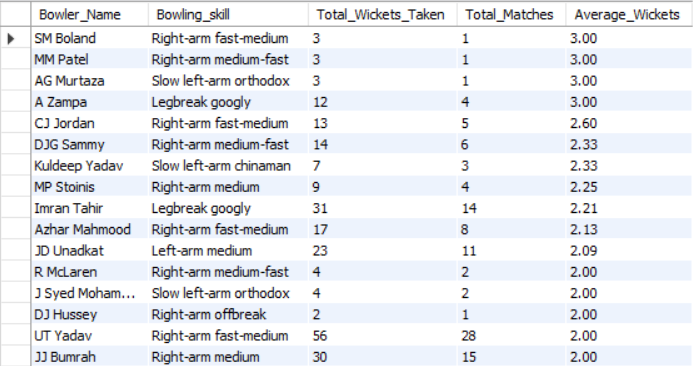 Bowler_Name Bowling_skill Total_Wickets_Taken Total_Matches Average_Wickets
SM Boland Right-arm fast-medium 3 1 3.00
MM Patel Right-arm medium-fast 3 1 3.00
AG Murtaza Slow left-arm orthodox 3 1 3.00
A Zampa Legbreak googly 12 4 3.00
CJ Jordan Right-arm fast-medium 13 5 2.60
DJG Sammy Right-arm medium-fast 14 6 2.33
Kuldeep Yadav Slow left-arm chinaman 7 3 2.33
MP Stoinis Right-arm medium 9 4 2.25
Imran Tahir Legbreak googly 31 14 2.21
Azhar Mahmood Right-arm fast-medium 17 8 2.13
JD Unadkat Left-arm medium 23 11 2.09
R McLaren Right-arm medium-fast 4 2 2.00
J Syed Moham... Slow left-arm orthodox 4 2 2.00
DJ Hussey Right-arm offbreak 2 1 2.00
UT Yadav Right-arm fast-medium 56 28 2.00
JJ Bumrah Right-arm medium 30 15 2.00